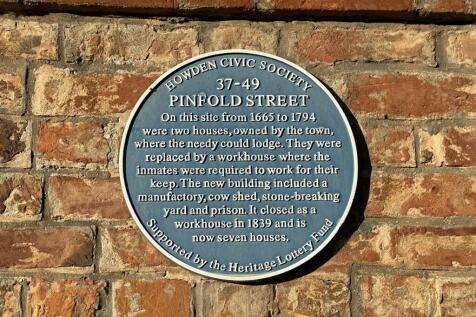 HOWDEN CIVIC SOCIETY
37-49
PINFOLD STREET
On this site from 1665 to 1794
were two houses, owned by the town,
where the needy could lodge. They were
replaced by a workhouse where the
inmates were required to work for their
keep. The new building included a
manufactory, cow shed, stone-breaking
yard and prison. It closed as a
workhouse in 1839 and is
now seven houses.
Supported by the Heritage Lottery Fund